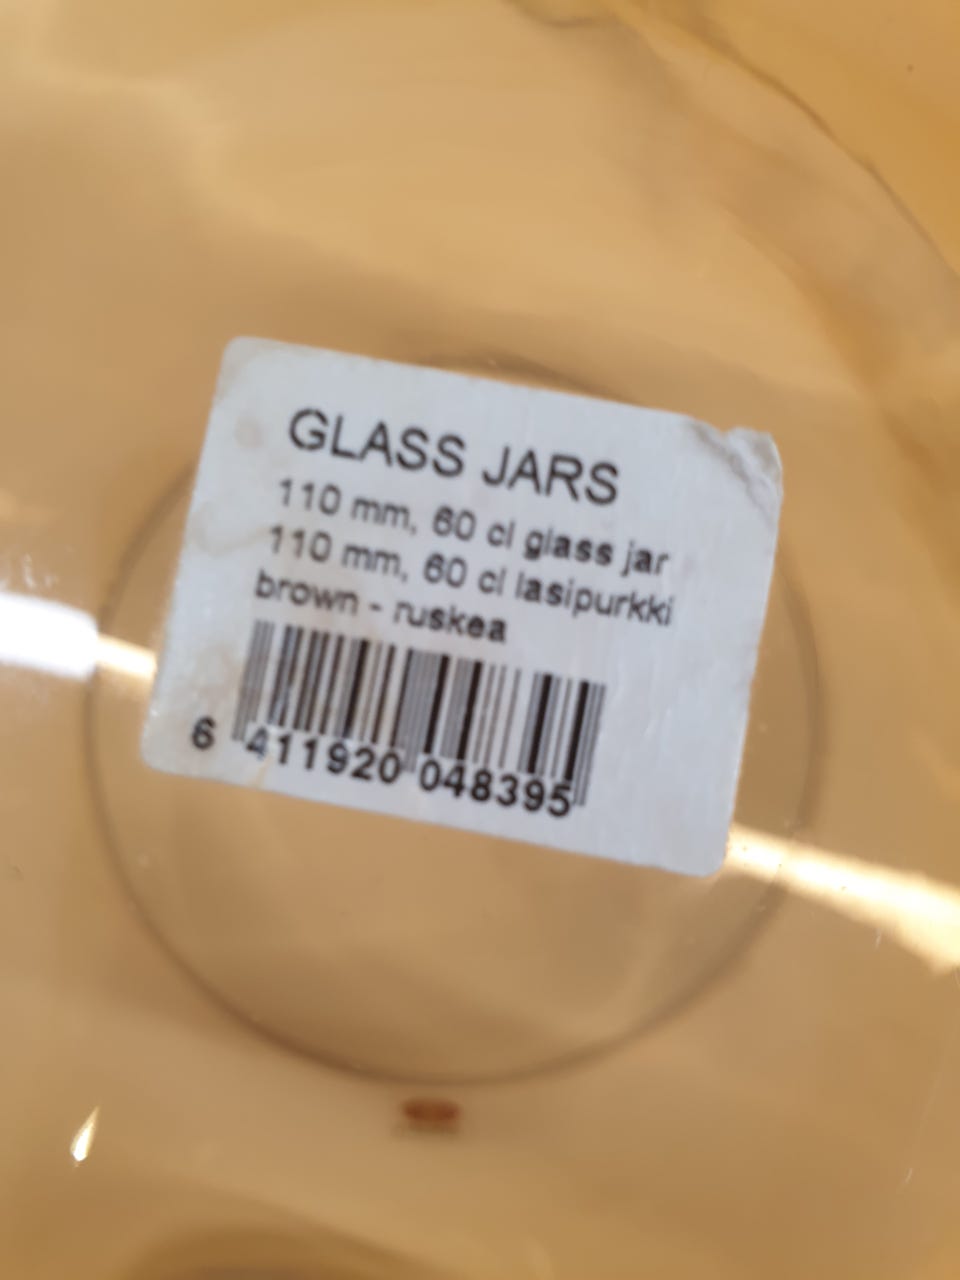 GLASS JARS
110 mm, 60 cl glass jar
110 mm, 60 cl lasipurkki
brown - ruskea
6 411920 048395